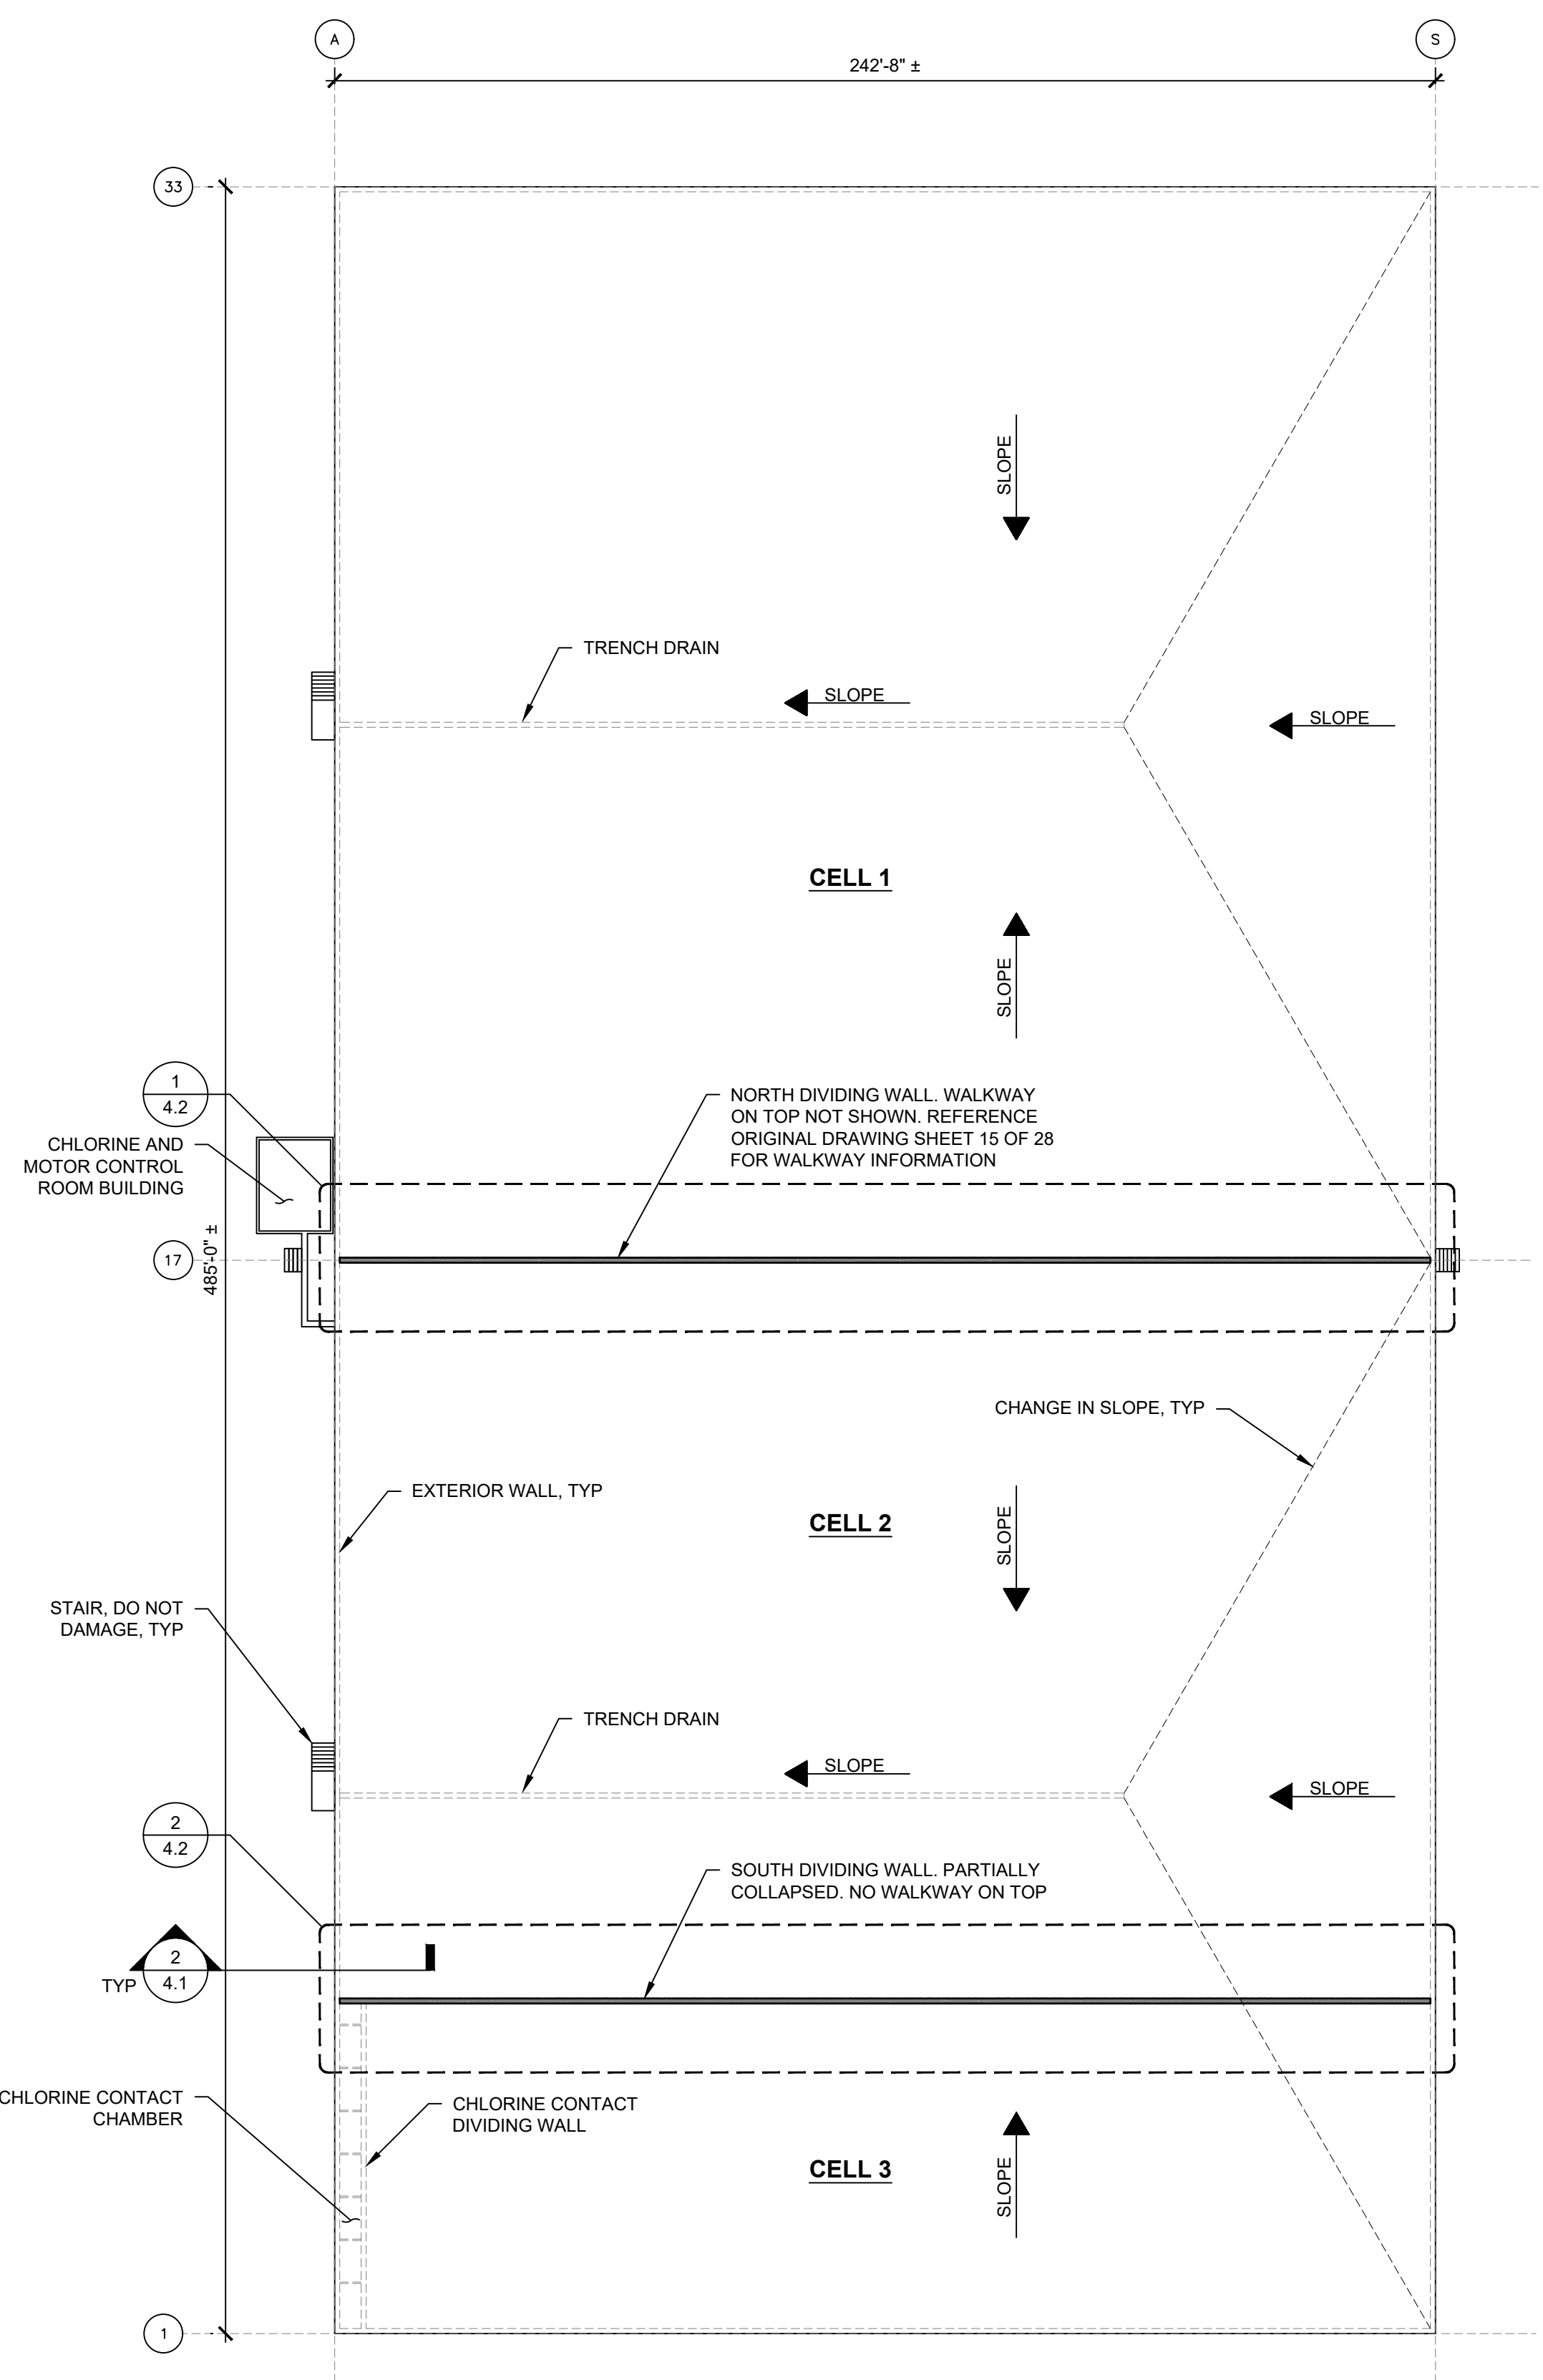 A
S
242'-8" ±
33
SLOPE
TRENCH DRAIN
SLOPE
SLOPE
CELL 1
SLOPE
1
4.2
NORTH DIVIDING WALL. WALKWAY
ON TOP NOT SHOWN. REFERENCE
ORIGINAL DRAWING SHEET 15 OF 28
FOR WALKWAY INFORMATION
CHLORINE AND
MOTOR CONTROL
ROOM BUILDING
17
485'-0" ±
CHANGE IN SLOPE, TYP
EXTERIOR WALL, TYP
CELL 2
SLOPE
STAIR, DO NOT
DAMAGE, TYP
TRENCH DRAIN
SLOPE
SLOPE
2
4.2
SOUTH DIVIDING WALL. PARTIALLY
COLLAPSED. NO WALKWAY ON TOP
2
4.1
TYP
CHLORINE CONTACT
CHAMBER
CHLORINE CONTACT
DIVIDING WALL
CELL 3
SLOPE
1